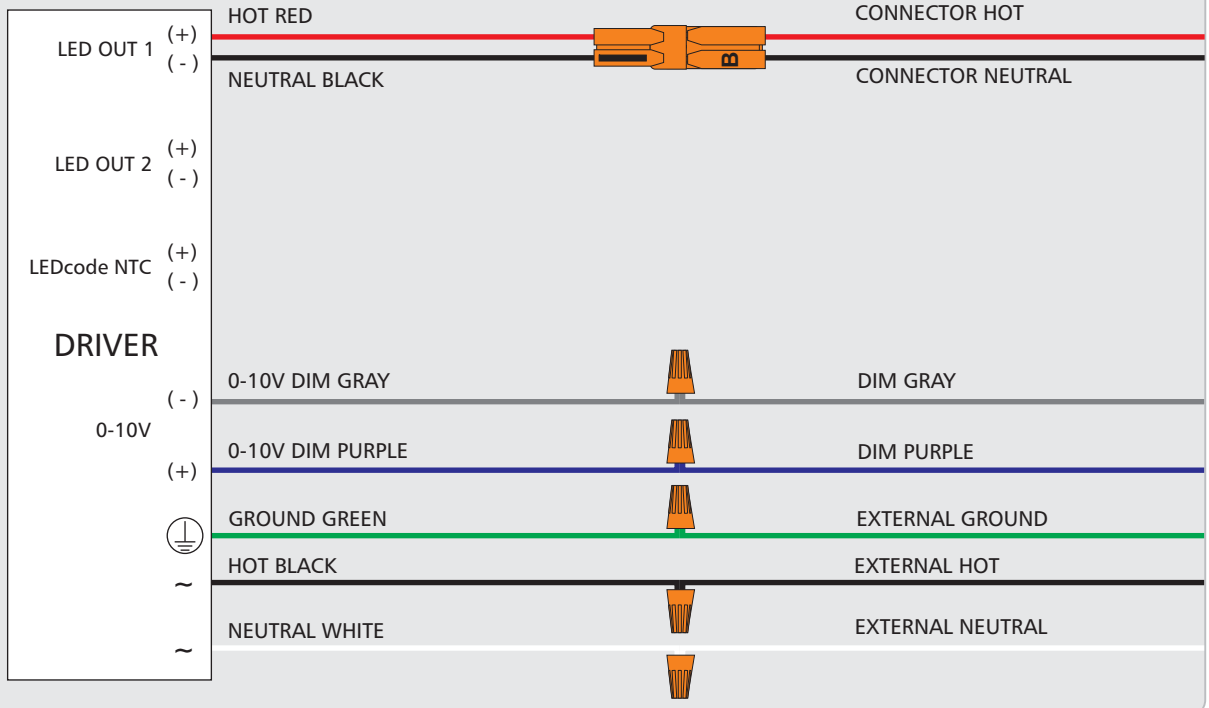 HOT RED
CONNECTOR HOT
LED OUT 1
(+)
( - )
B
NEUTRAL BLACK
CONNECTOR NEUTRAL
LED OUT 2
(+)
( - )
LEDcode NTC
(+)
( - )
DRIVER
0-10V DIM GRAY
DIM GRAY
( - )
0-10V
0-10V DIM PURPLE
DIM PURPLE
(+)
GROUND GREEN
EXTERNAL GROUND
HOT BLACK
EXTERNAL HOT
~
NEUTRAL WHITE
EXTERNAL NEUTRAL
~